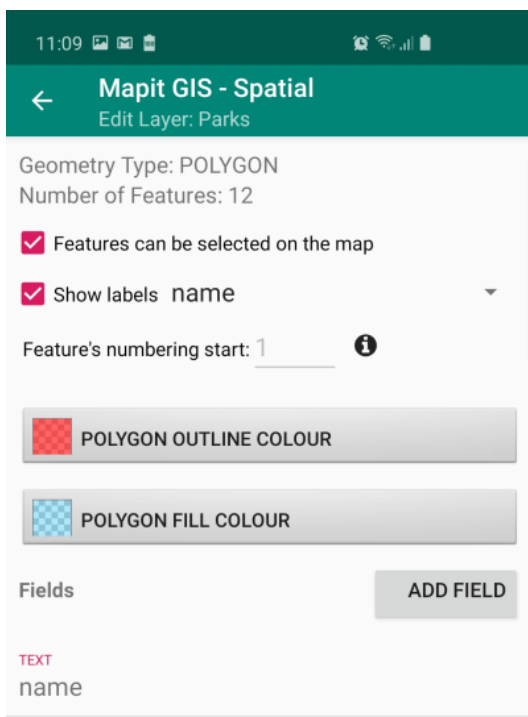 11:09
Mapit GIS - Spatial
Edit Layer: Parks
Geometry Type: POLYGON
Number of Features: 12
Features can be selected on the map
Show labels name
Feature's numbering start: 1
POLYGON OUTLINE COLOUR
POLYGON FILL COLOUR
Fields ADD FIELD
TEXT
name